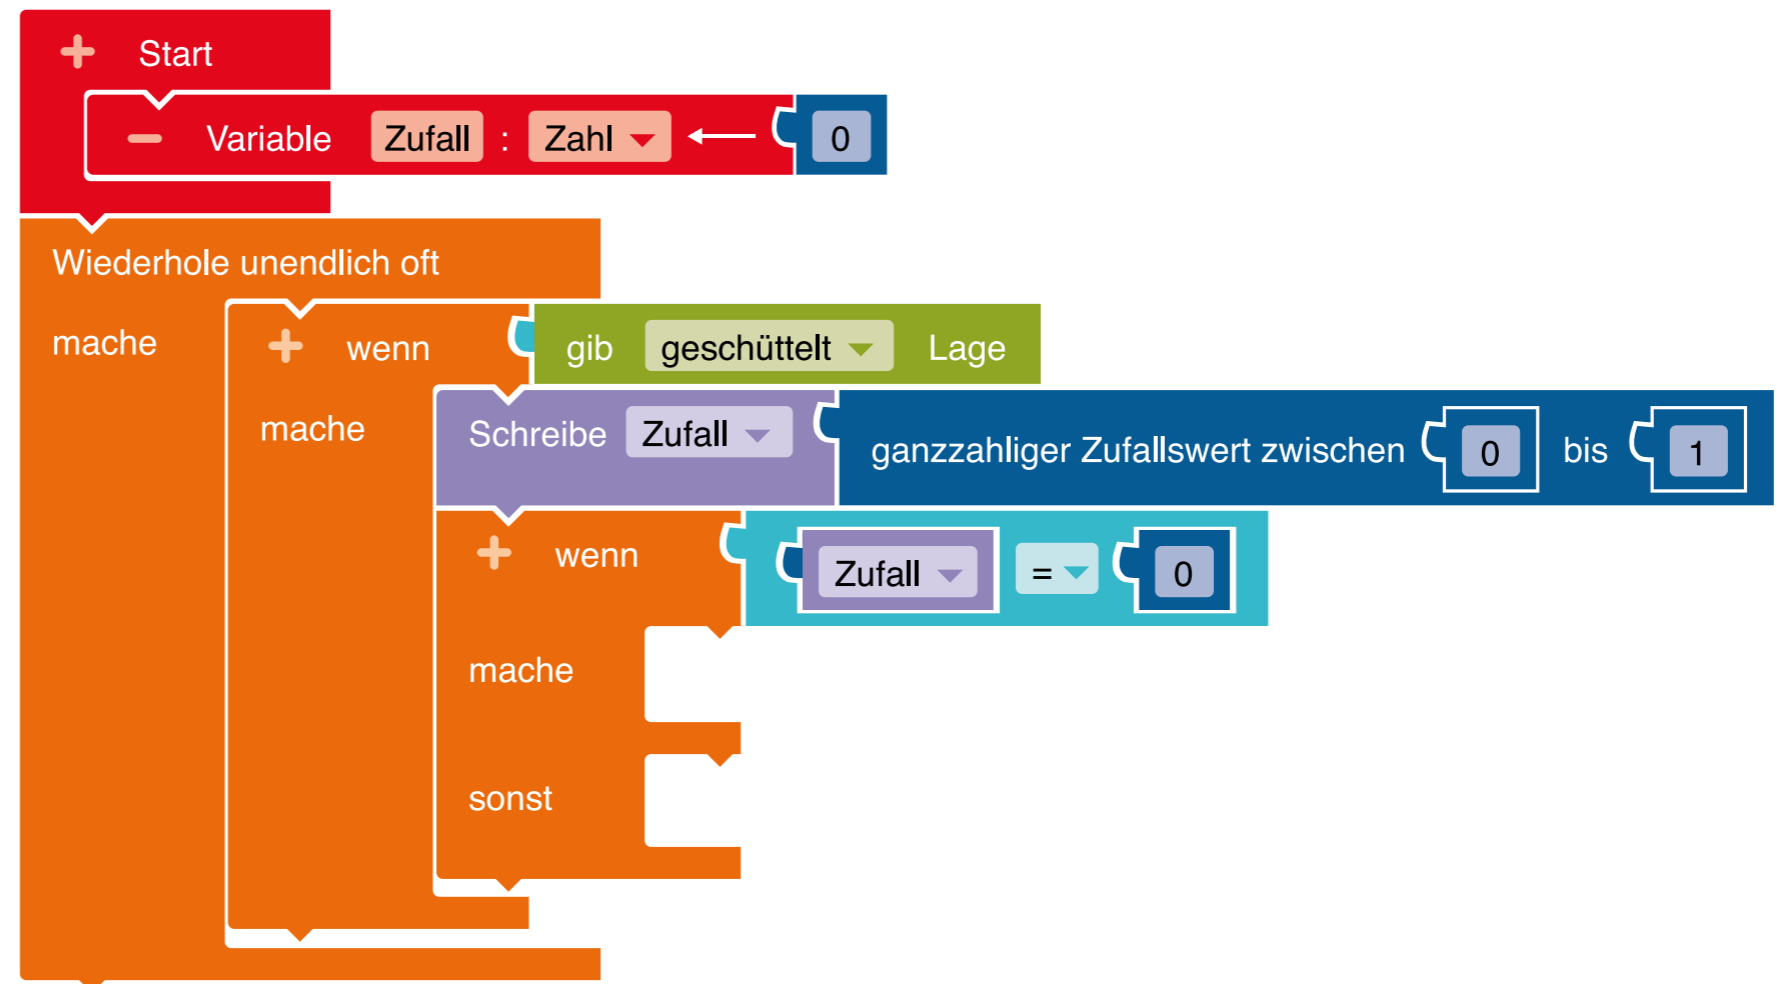 Start
Variable Zufall : Zahl 0
Wiederhole unendlich oft
mache wenn gib geschüttelt Lage
mache Schreibe Zufall ganzzahliger Zufallswert zwischen 0 bis 1
wenn Zufall = 0
mache
sonst